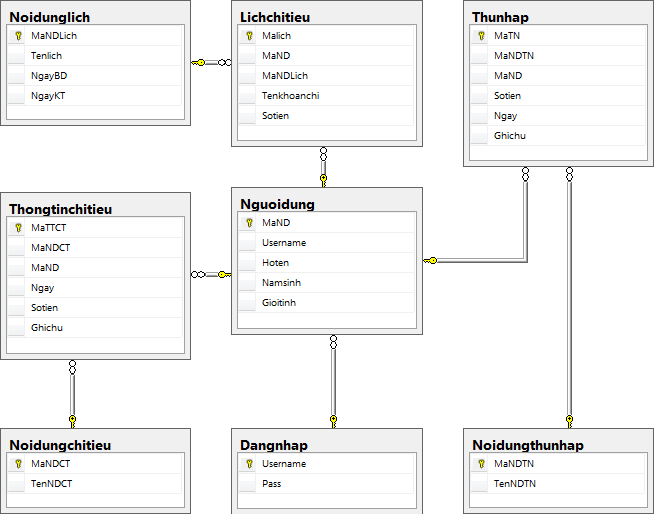 Noidunglich
MaNDLich
Tenlich
NgayBD
NgayKT
Lichchitieu
Malich
MaND
MaNDLich
Tenkhoanchi
Sotien
Thunhap
MaTN
MaNDTN
MaND
Sotien
Ngay
Ghichu
Thongtinchitieu
MaTTCT
MaNDCT
MaND
Ngay
Sotien
Ghichu
Nguoidung
MaND
Username
Hoten
Namsinh
Gioitinh
Noidungchitieu
MaNDCT
TenNDCT
Dangnhap
Username
Pass
Noidungthunhap
MaNDTN
TenNDTN